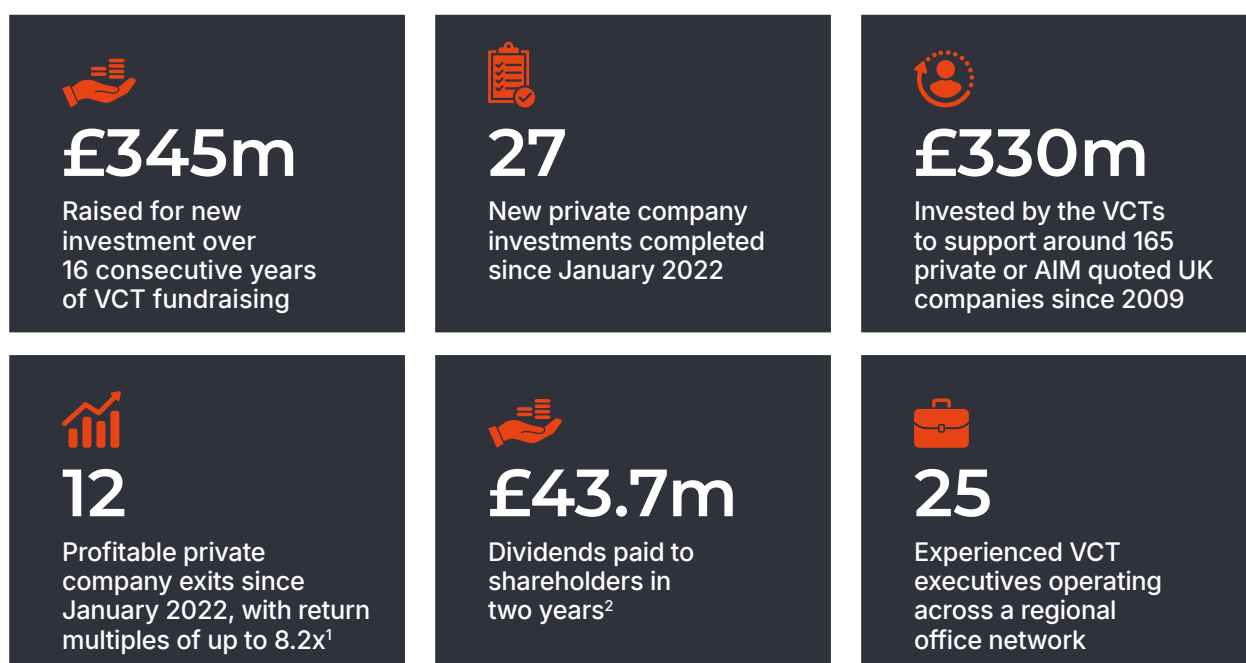 £345m
Raised for new
investment over
16 consecutive years
of VCT fundraising
27
New private company
investments completed
since January 2022
£330m
Invested by the VCTs
to support around 165
private or AIM quoted UK
companies since 2009
12
Profitable private
company exits since
January 2022, with return
multiples of up to 8.2x¹
£43.7m
Dividends paid to
shareholders in
two years²
25
Experienced VCT
executives operating
across a regional
office network